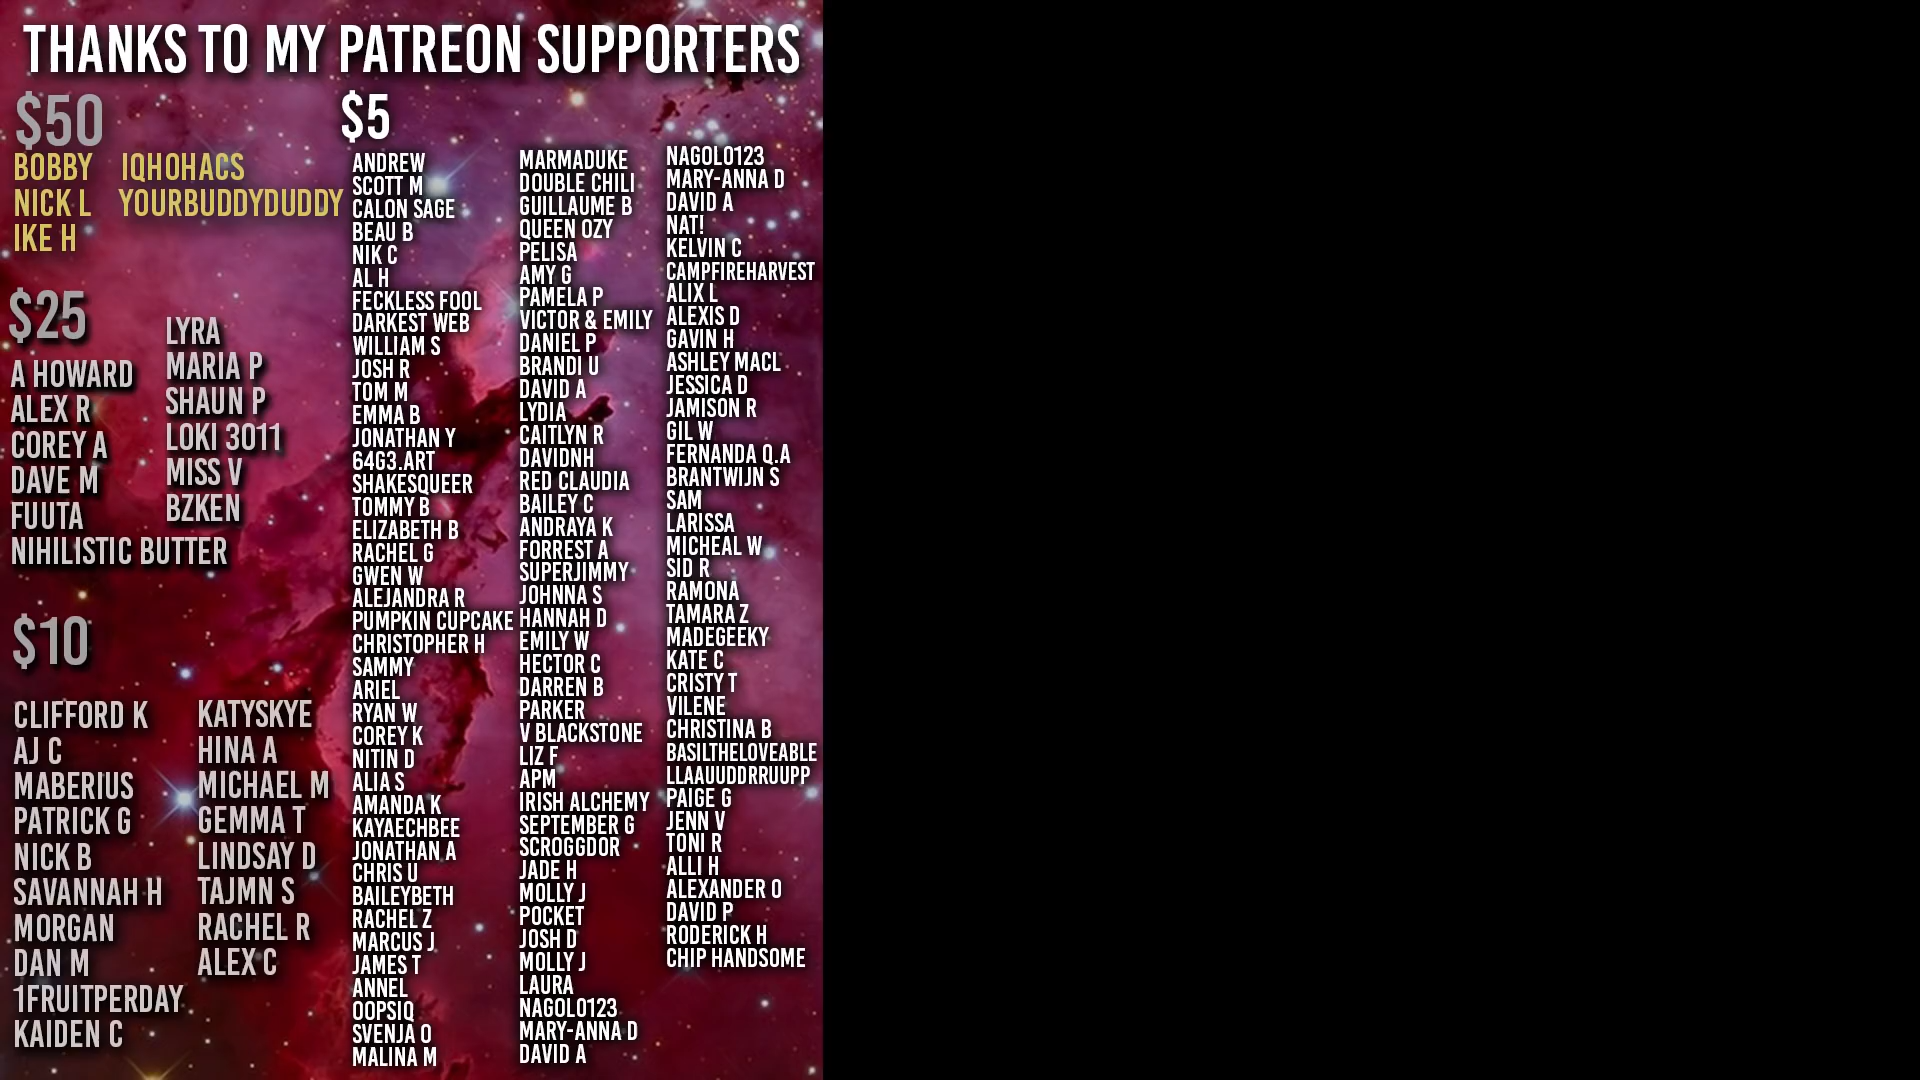 THANKS TO MY PATREON SUPPORTERS
$50
BOBBY
NICK L
IKE H
IQHOHACS
YOURBUDDYDUDDY
$25
A HOWARD
ALEX R
COREY A
DAVE M
FUUTA
NIHILISTIC BUTTER
LYRA
MARIA P
SHAUN P
LOKI 3011
MISS V
BZKEN
$10
CLIFFORD K
AJ C
MABERIUS
PATRICK G
NICK B
SAVANNAH H
MORGAN
DAN M
1FRUITPERDAY
KAIDEN C
KATYSKYE
HINA A
MICHAEL M
GEMMA T
LINDSAY D
TAJMN S
RACHEL R
ALEX C
$5
ANDREW
SCOTT M
CALON SAGE
BEAU B
NIK C
AL H
FECKLESS FOOL
DARKEST WEB
WILLIAM S
JOSH R
TOM M
EMMA B
JONATHAN Y
64G3.ART
SHAKESQUEER
TOMMY B
ELIZABETH B
RACHEL G
GWEN W
ALEJANDRA R
PUMPKIN CUPCAKE
CHRISTOPHER H
SAMMY
ARIEL
RYAN W
COREY K
NITIN D
ALIA S
AMANDA K
KAYAECHBEE
JONATHAN A
CHRIS U
BAILEYBETH
RACHEL Z
MARCUS J
JAMES T
ANNEL
OOPSIQ
SVENJA O
MALINA M
MARMADUKE
DOUBLE CHILI
GUILLAUME B
QUEEN OZY
PELISA
AMY G
PAMELA P
VICTOR & EMILY
DANIEL P
BRANDI U
DAVID A
LYDIA
CAITLYN R
DAVIDNH
RED CLAUDIA
BAILEY C
ANDRAYA K
FORREST A
SUPERJIMMY
JOHNNA S
HANNAH D
EMILY W
HECTOR C
DARREN B
PARKER
V BLACKSTONE
LIZ F
APM
IRISH ALCHEMY
SEPTEMBER G
SCROGGDOR
JADE H
MOLLY J
POCKET
JOSH D
MOLLY J
LAURA
NAGOLO123
MARY-ANNA D
DAVID A
NAGOLO123
MARY-ANNA D
DAVID A
NAT!
KELVIN C
CAMPFIREHARVEST
ALIX L
ALEXIS D
GAVIN H
ASHLEY MACL
JESSICA D
JAMISON R
GIL W
FERNANDA Q.A
BRANTWIJN S
SAM
LARISSA
MICHEAL W
SID R
RAMONA
TAMARA Z
MADEGEEKY
KATE C
CRISTY T
VILENE
CHRISTINA B
BASILTHELOVEABLE
LLAAUUDDRRUUPP
PAIGE G
JENN V
TONI R
ALLI H
ALEXANDER O
DAVID P
RODERICK H
CHIP HANDSOME